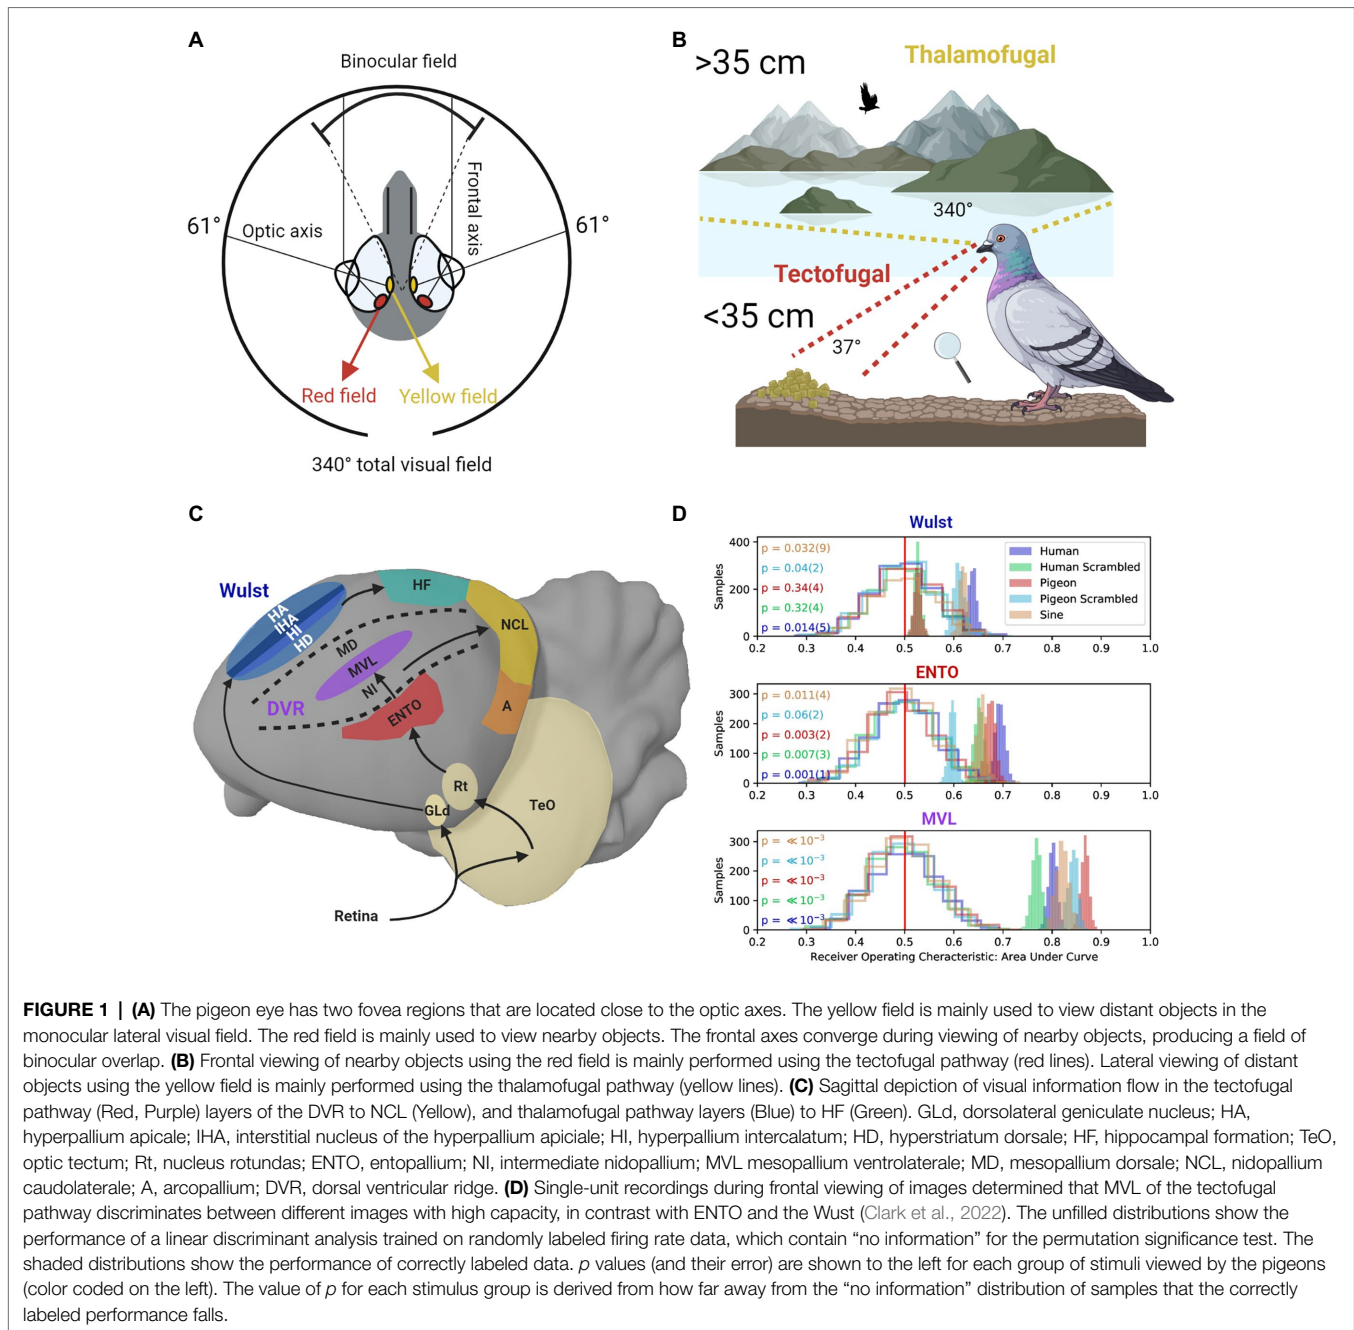 A
Binocular field
Frontal axis
61°
Optic axis
61°
Red field
Yellow field
340° total visual field
B
>35 cm
Thalamofugal
340°
Tectofugal
<35 cm
37°
C
Wulst
HA
IHA
HI
HD
HF
NCL
MD
MVL
NI
DVR
ENTO
A
Rt
GLd
TeO
Retina
D
Wulst
Samples
400
200
0
p = 0.032(9)
p = 0.04(2)
p = 0.34(4)
p = 0.32(4)
p = 0.014(5)
Human
Human Scrambled
Pigeon
Pigeon Scrambled
Sine
0.2 0.3 0.4 0.5 0.6 0.7 0.8 0.9 1.0
ENTO
Samples
300
200
100
0
p = 0.011(4)
p = 0.06(2)
p = 0.003(2)
p = 0.007(3)
p = 0.001(1)
0.2 0.3 0.4 0.5 0.6 0.7 0.8 0.9 1.0
MVL
Samples
300
200
100
0
p = ≪10⁻³
p = ≪10⁻³
p = ≪10⁻³
p = ≪10⁻³
p = ≪10⁻³
0.2 0.3 0.4 0.5 0.6 0.7 0.8 0.9 1.0
Receiver Operating Cheracteristic: Area Under Curve
FIGURE 1 | (A) The pigeon eye has two fovea regions that are located close to the optic axes. The yellow field is mainly used to view distant objects in the
monocular lateral visual field. The red field is mainly used to view nearby objects. The frontal axes converge during viewing of nearby objects, producing a field of
binocular overlap. (B) Frontal viewing of nearby objects using the red field is mainly performed using the tectofugal pathway (red lines). Lateral viewing of distant
objects using the yellow field is mainly performed using the thalamofugal pathway (yellow lines). (C) Sagittal depiction of visual information flow in the tectofugal
pathway (Red, Purple) layers of the DVR to NCL (Yellow), and thalamofugal pathway layers (Blue) to HF (Green). GLd, dorsolateral geniculate nucleus; HA,
hyperpallium apicale; IHA, interstitial nucleus of the hyperpallium apiciale; HI, hyperpallium intercalatum; HD, hyperstriatum dorsale; HF, hippocampal formation; TeO,
optic tectum; Rt, nucleus rotundas; ENTO, entopallium; NI, intermediate nidopallium; MVL mesopallium ventrolaterale; MD, mesopallium dorsale; NCL, nidopallium
caudolaterale; A, arcopallium; DVR, dorsal ventricular ridge. (D) Single-unit recordings during frontal viewing of images determined that MVL of the tectofugal
pathway discriminates between different images with high capacity, in contrast with ENTO and the Wust (Clark et al., 2022). The unfilled distributions show the
performance of a linear discriminant analysis trained on randomly labeled firing rate data, which contain “no information” for the permutation significance test. The
shaded distributions show the performance of correctly labeled data. p values (and their error) are shown to the left for each group of stimuli viewed by the pigeons
(color coded on the left). The value of p for each stimulus group is derived from how far away from the “no information” distribution of samples that the correctly
labeled performance falls.